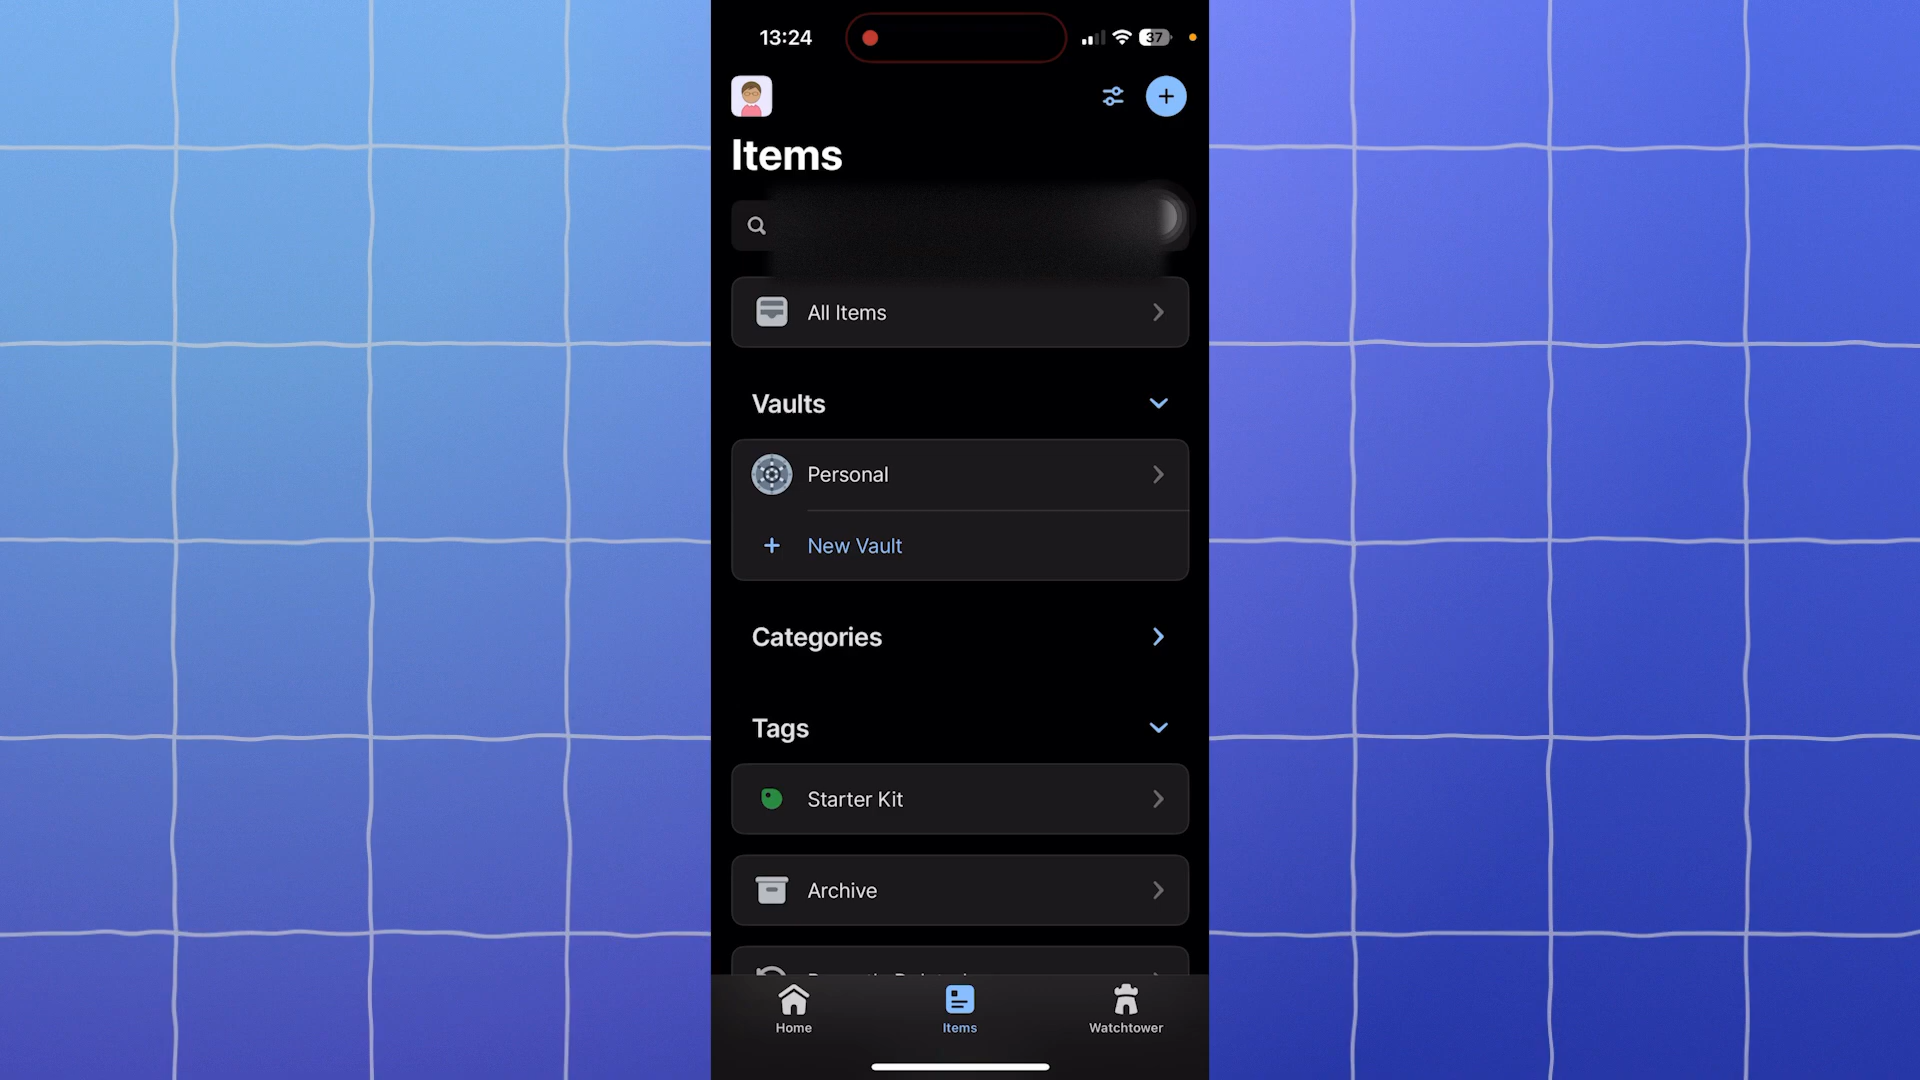 13:24
37
Items
All Items
Vaults
Personal
New Vault
Categories
Tags
Starter Kit
Archive
Home
Items
Watchtower